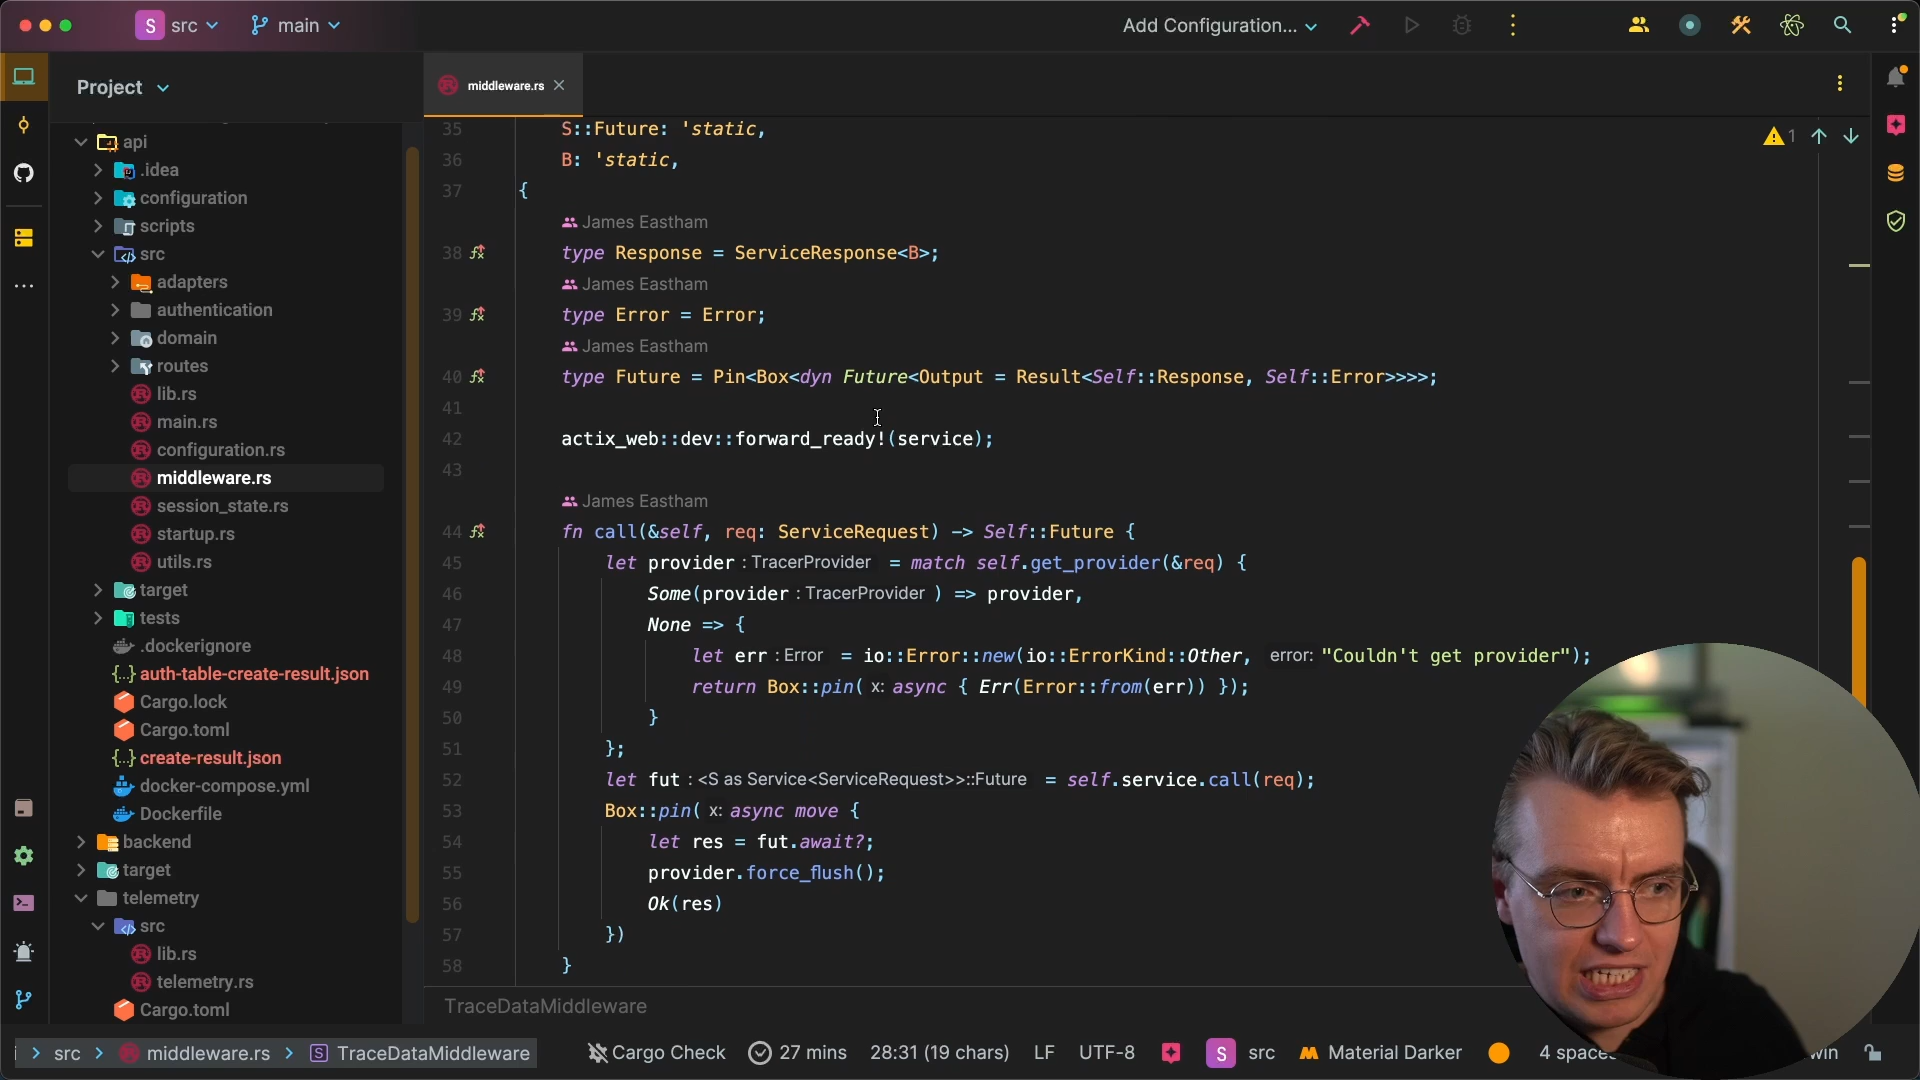 S src main Add Configuration...
Project
middleware.rs
api
.idea
configuration
scripts
src
adapters
authentication
domain
routes
lib.rs
main.rs
configuration.rs
middleware.rs
session_state.rs
startup.rs
utils.rs
target
tests
.dockerignore
auth-table-create-result.json
Cargo.lock
Cargo.toml
create-result.json
docker-compose.yml
Dockerfile
backend
target
telemetry
src
lib.rs
telemetry.rs
Cargo.toml
1
35 S::Future: 'static,
36 B: 'static,
37 {
James Eastham
38 type Response = ServiceResponse<B>;
James Eastham
39 type Error = Error;
James Eastham
40 type Future = Pin<Box<dyn Future<Output = Result<Self::Response, Self::Error>>>>;
41
42 actix_web::dev::forward_ready!(service);
43
James Eastham
44 fn call(&self, req: ServiceRequest) -> Self::Future {
45 let provider : TracerProvider = match self.get_provider(&req) {
46 Some(provider : TracerProvider ) => provider,
47 None => {
48 let err : Error = io::Error::new(io::ErrorKind::Other, error: "Couldn't get provider");
49 return Box::pin( x: async { Err(Error::from(err)) });
50 }
51 };
52 let fut : <S as Service<ServiceRequest>>::Future = self.service.call(req);
53 Box::pin( x: async move {
54 let res = fut.await?;
55 provider.force_flush();
56 Ok(res)
57 })
58 }
TraceDataMiddleware
src > middleware.rs > S TraceDataMiddleware Cargo Check 27 mins 28:31 (19 chars) LF UTF-8 S src Material Darker 4 spaces